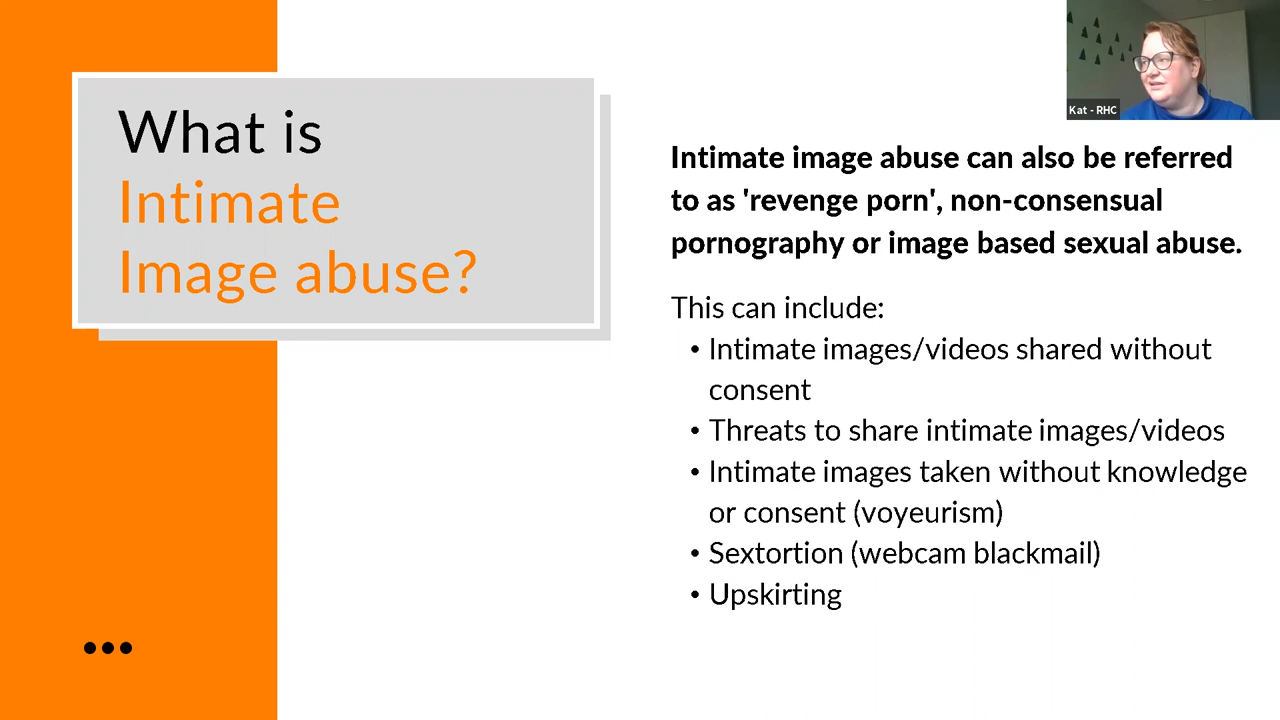 What is
Intimate
Image abuse?
Kat - RHC
Intimate image abuse can also be referred
to as 'revenge porn', non-consensual
pornography or image based sexual abuse.
This can include:
• Intimate images/videos shared without
consent
• Threats to share intimate images/videos
• Intimate images taken without knowledge
or consent (voyeurism)
• Sextortion (webcam blackmail)
• Upskirting